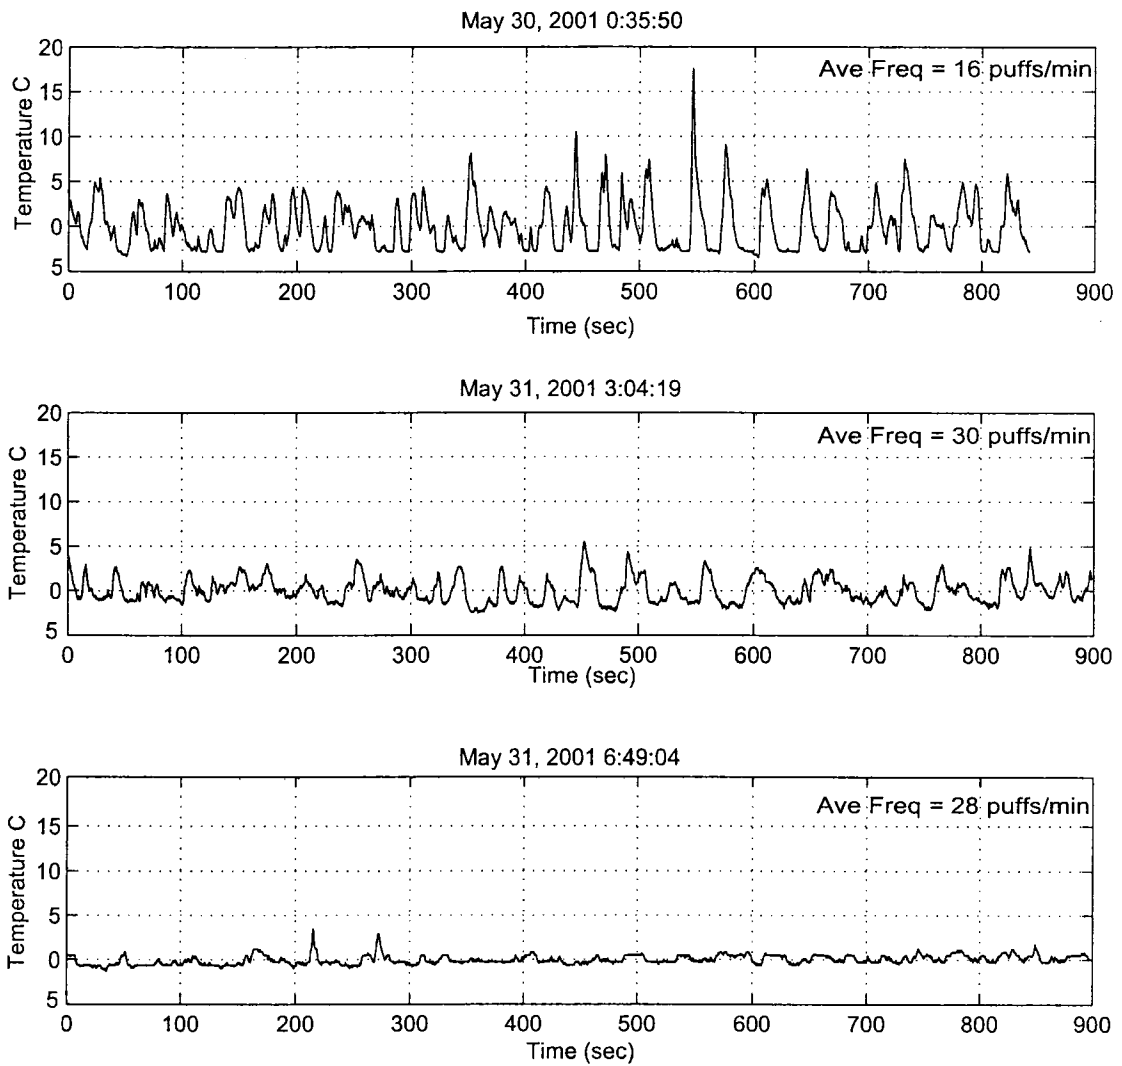 May 30, 2001 0:35:50
20
15
10
5
0
5
Temperature C
Ave Freq = 16 puffs/min
0 100 200 300 400 500 600 700 800 900
Time (sec)
May 31, 2001 3:04:19
20
15
10
5
0
5
Temperature C
Ave Freq = 30 puffs/min
0 100 200 300 400 500 600 700 800 900
Time (sec)
May 31, 2001 6:49:04
20
15
10
5
0
5
Temperature C
Ave Freq = 28 puffs/min
0 100 200 300 400 500 600 700 800 900
Time (sec)